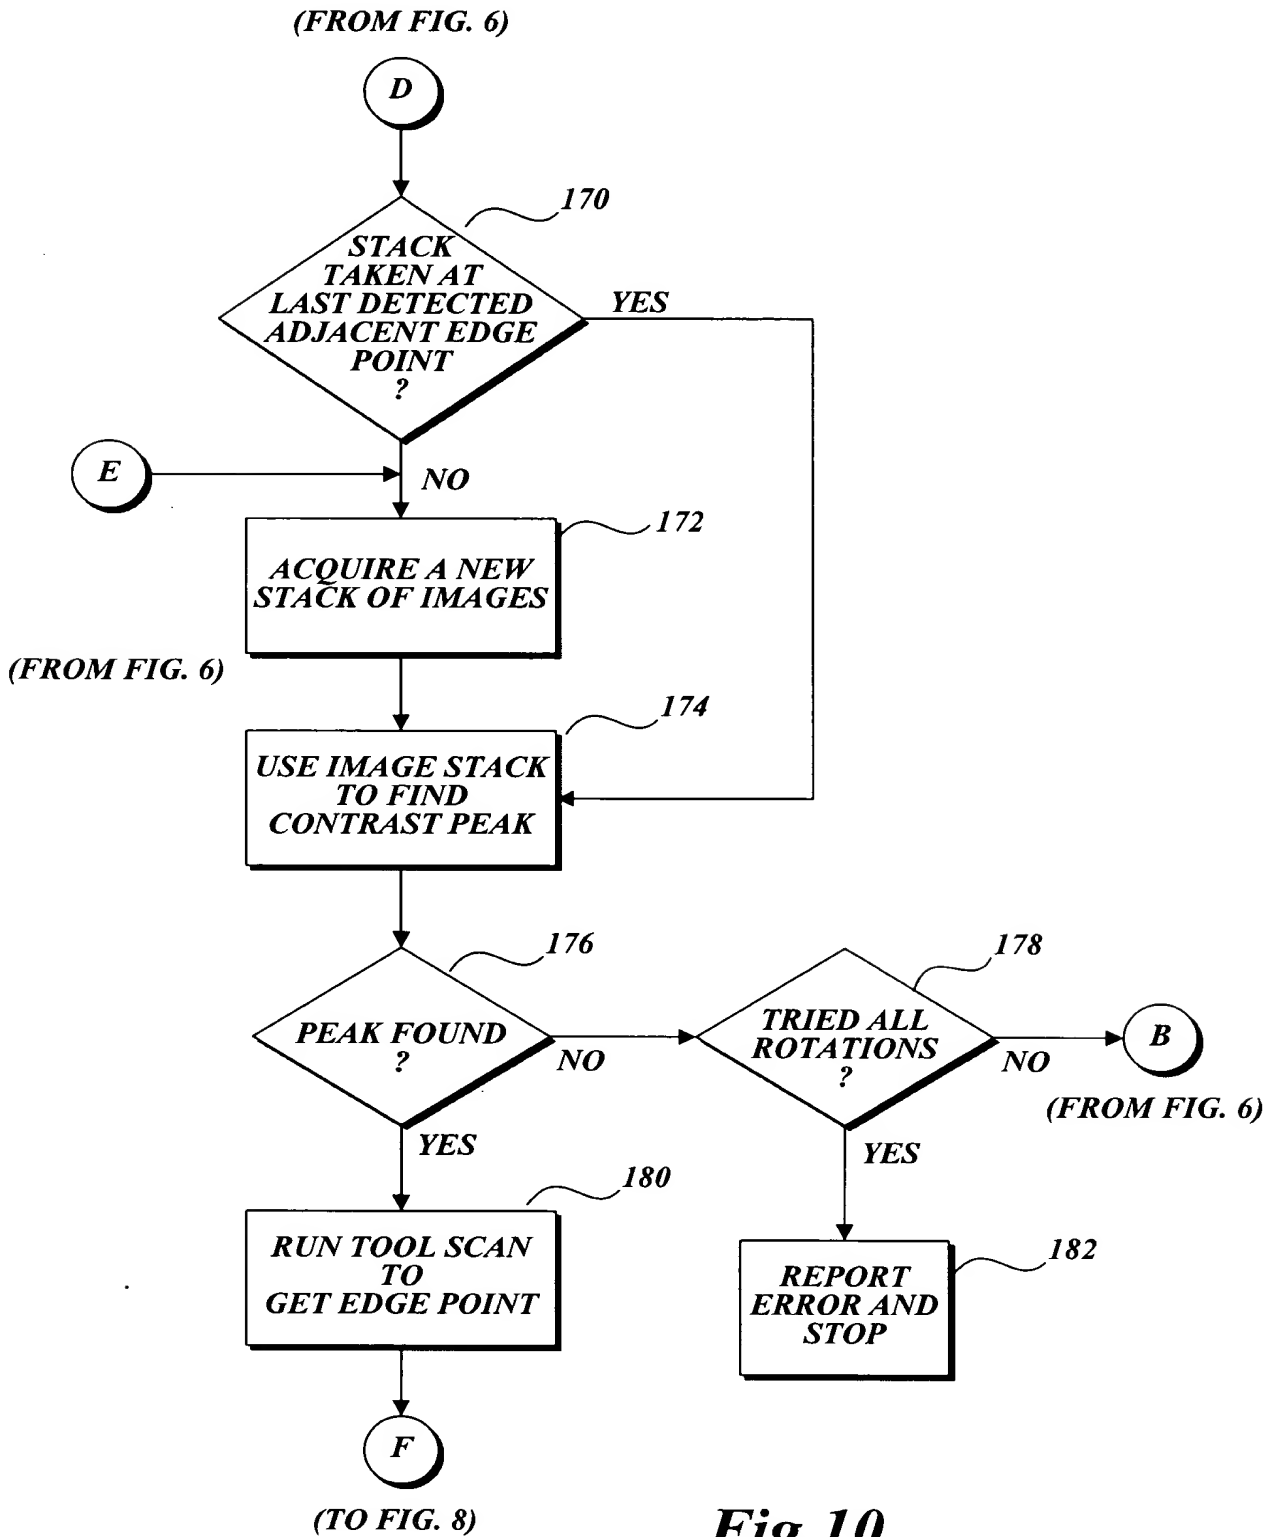 (FROM FIG. 6)
D
170
STACK
TAKEN AT
LAST DETECTED
ADJACENT EDGE
POINT
?
YES
E
NO
172
ACQUIRE A NEW
STACK OF IMAGES
(FROM FIG. 6)
174
USE IMAGE STACK
TO FIND
CONTRAST PEAK
176
PEAK FOUND
?
NO
178
TRIED ALL
ROTATIONS
?
NO
B
(FROM FIG. 6)
YES
YES
180
RUN TOOL SCAN
TO
GET EDGE POINT
182
REPORT
ERROR AND
STOP
F
(TO FIG. 8)
Fig.10